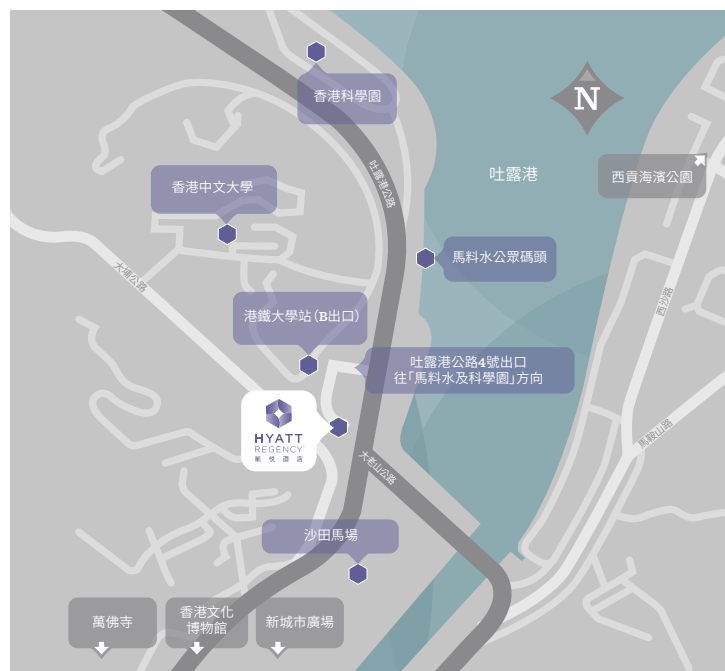 香港科學園
N
吐露港
西貢海濱公園
吐露港公路
香港中文大學
馬料水公眾碼頭
大埔公路
西沙路
港鐵大學站（B出口）
吐露港公路4號出口
往「馬料水及科學園」方向
HYATT
REGENCY
凱悅酒店
馬鞍山路
大老山公路
沙田馬場
萬佛寺
香港文化
博物館
新城市廣場